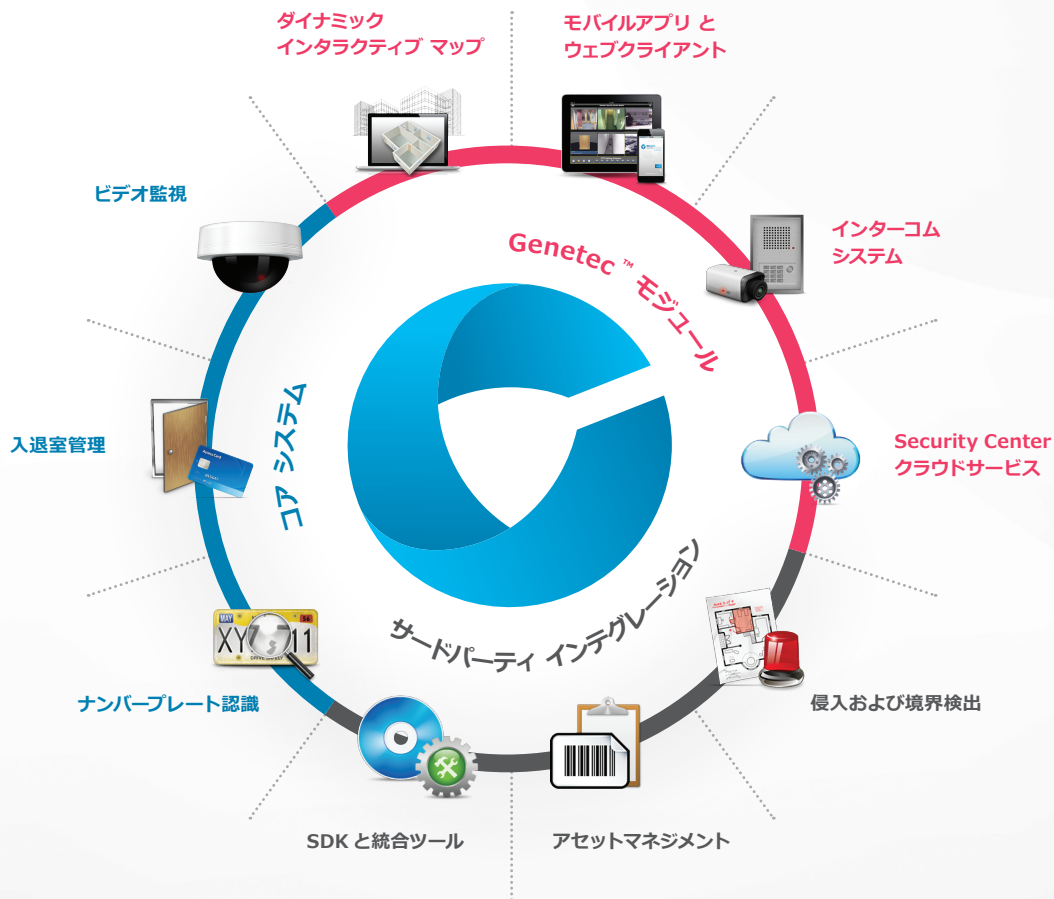 ダイナミック
インタラクティブ マップ
モバイルアプリ と
ウェブクライアント
ビデオ監視
インターコム
システム
Genetec ™ モジュール
コア システム
入退室管理
Security Center
クラウドサービス
サードパーティ インテグレーション
MAY
56
XY
11
ナンバープレート認識
侵入および境界検出
SDK と統合ツール
アセットマネジメント